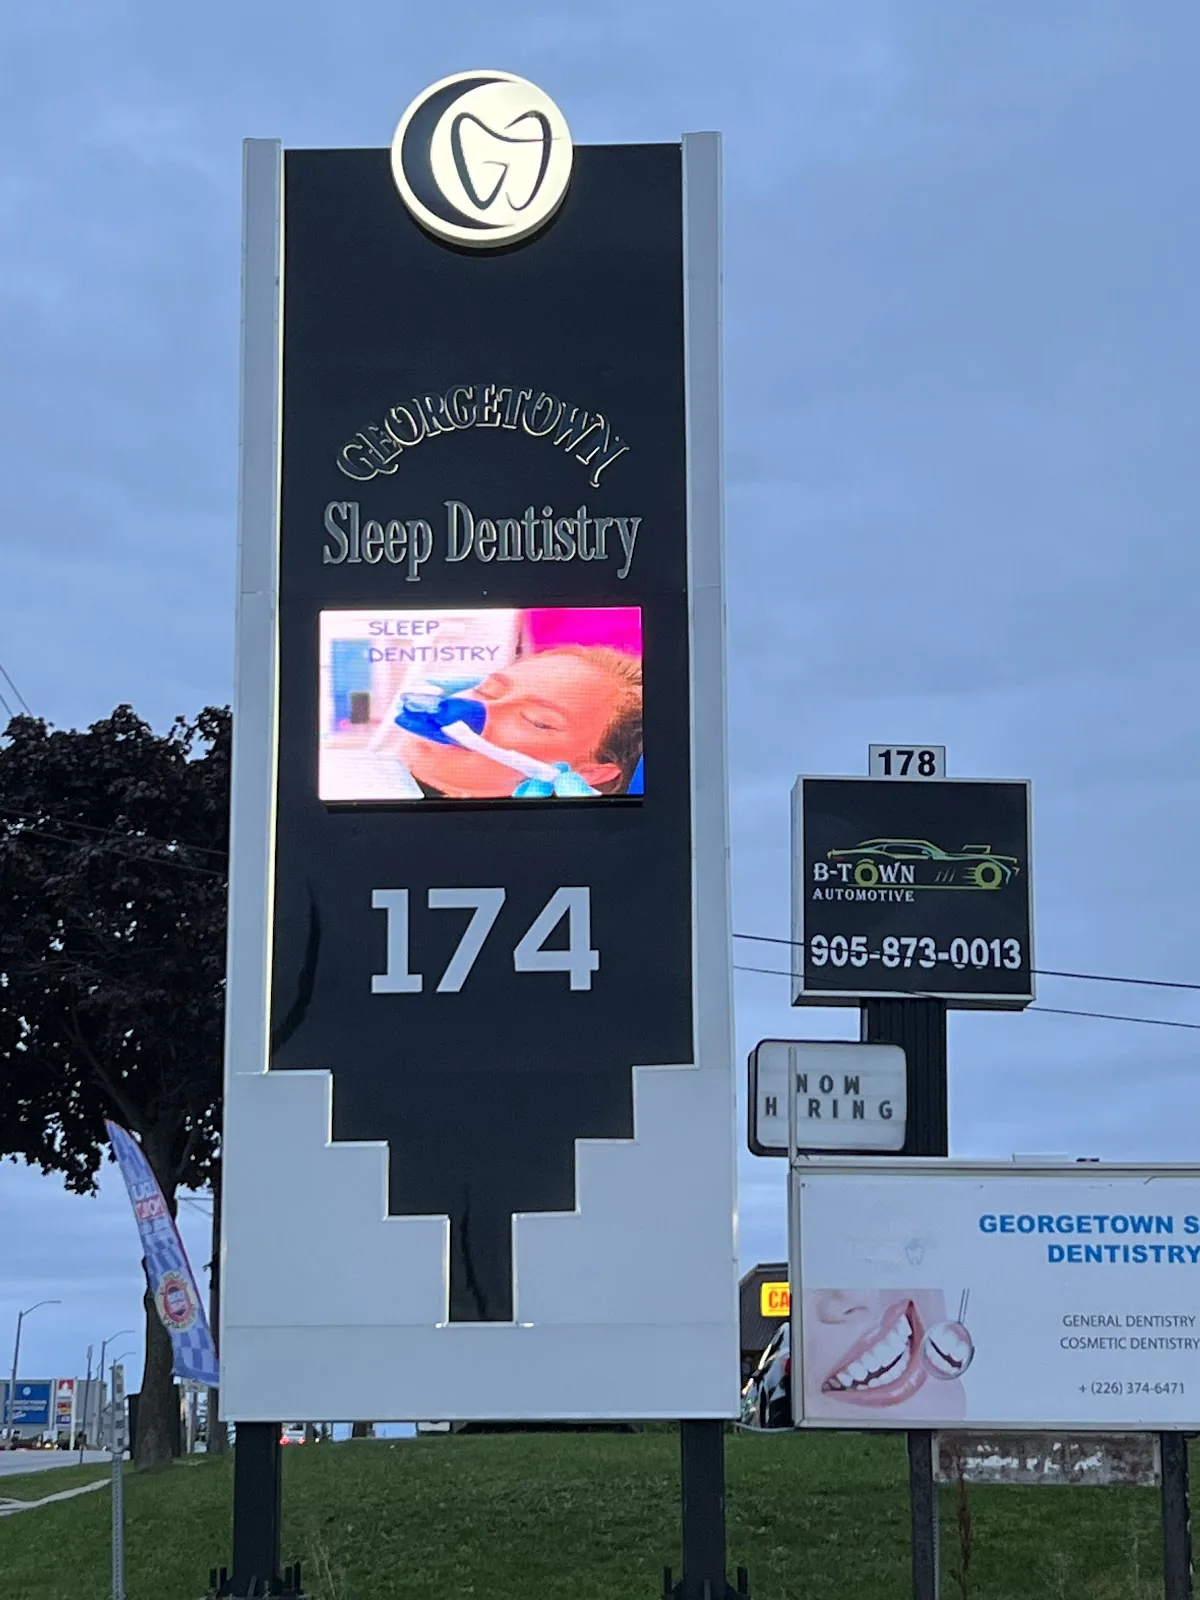 GEORGETOWN
Sleep Dentistry
SLEEP
DENTISTRY
174
178
B-TOWN
AUTOMOTIVE
905-873-0013
NOW
H RING
GEORGETOWN S
DENTISTRY
GENERAL DENTISTRY
COSMETIC DENTISTRY
+ (226) 374-6471
CA